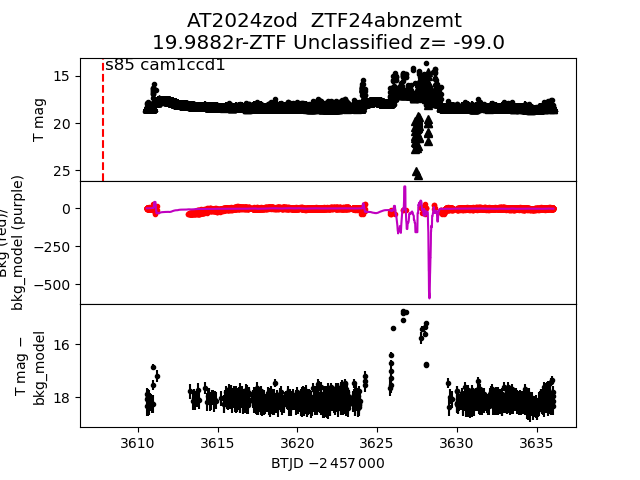 AT2024zod  ZTF24abnzemt
19.9882r-ZTF Unclassified z= -99.0
s85 cam1ccd1
T mag
15
20
25
Bkg (red)/
bkg_model (purple)
0
−250
−500
T mag −
bkg_model
16
18
3610 3615 3620 3625 3630 3635
BTJD −2 457 000